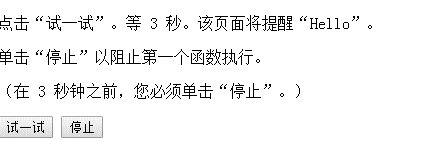 点击“试一试”。等 3 秒。该页面将提醒“Hello”。
单击“停止”以阻止第一个函数执行。
（在 3 秒钟之前，您必须单击“停止”。）
试一试 停止